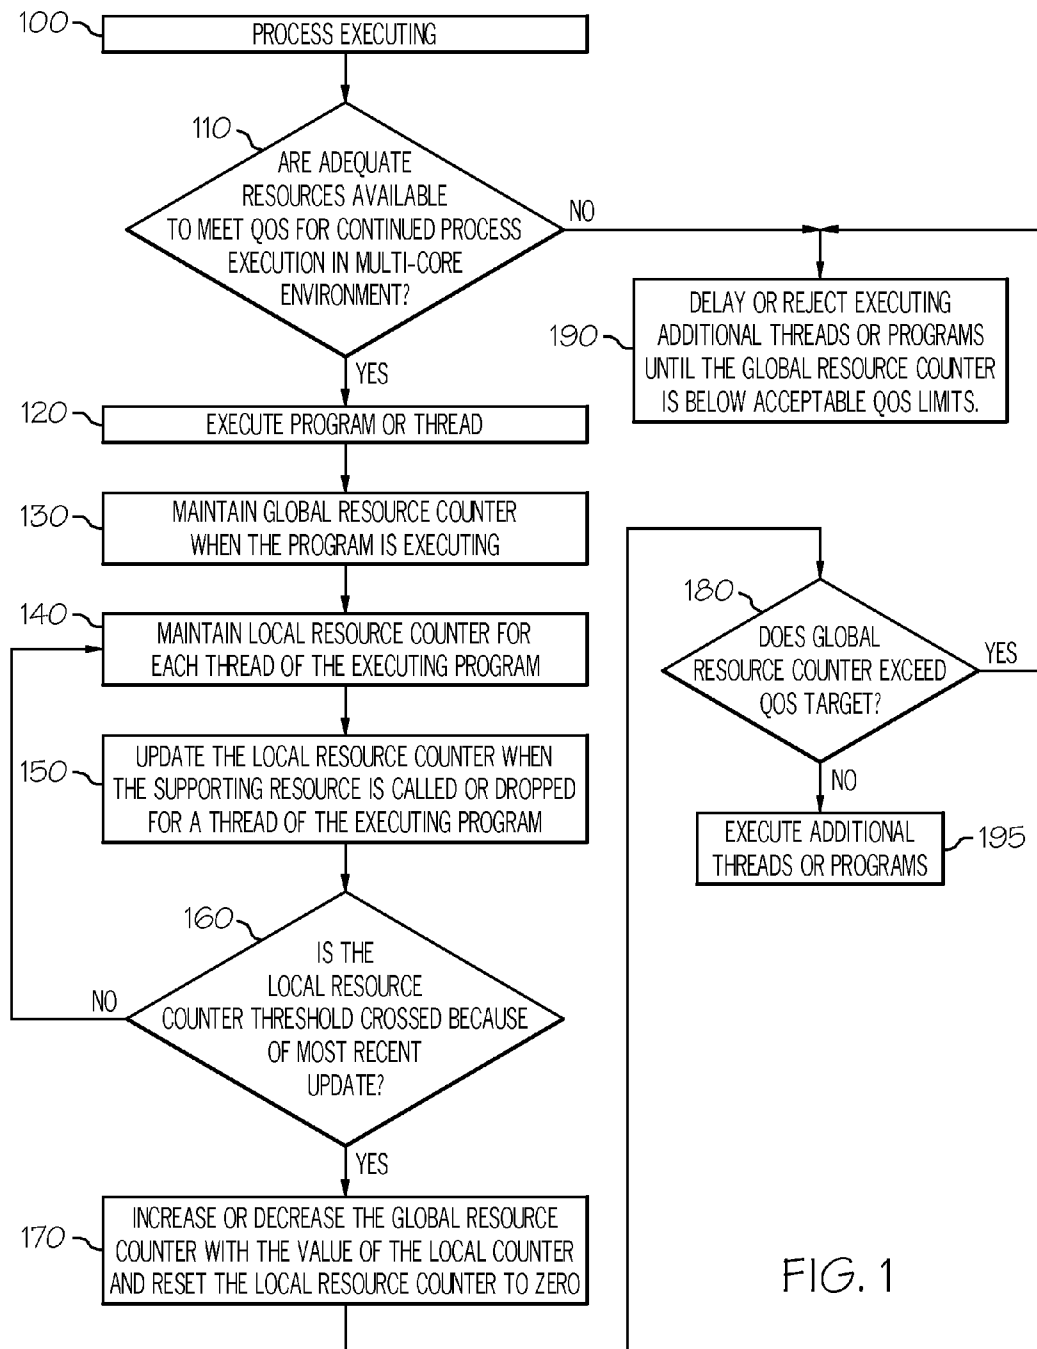 100
PROCESS EXECUTING
110
ARE ADEQUATE
RESOURCES AVAILABLE
TO MEET QOS FOR CONTINUED PROCESS
EXECUTION IN MULTI-CORE
ENVIRONMENT?
NO
YES
190
DELAY OR REJECT EXECUTING
ADDITIONAL THREADS OR PROGRAMS
UNTIL THE GLOBAL RESOURCE COUNTER
IS BELOW ACCEPTABLE QOS LIMITS.
120
EXECUTE PROGRAM OR THREAD
130
MAINTAIN GLOBAL RESOURCE COUNTER
WHEN THE PROGRAM IS EXECUTING
140
MAINTAIN LOCAL RESOURCE COUNTER FOR
EACH THREAD OF THE EXECUTING PROGRAM
150
UPDATE THE LOCAL RESOURCE COUNTER WHEN
THE SUPPORTING RESOURCE IS CALLED OR DROPPED
FOR A THREAD OF THE EXECUTING PROGRAM
160
IS THE
LOCAL RESOURCE
COUNTER THRESHOLD CROSSED BECAUSE
OF MOST RECENT
UPDATE?
NO
YES
170
INCREASE OR DECREASE THE GLOBAL RESOURCE
COUNTER WITH THE VALUE OF THE LOCAL COUNTER
AND RESET THE LOCAL RESOURCE COUNTER TO ZERO
180
DOES GLOBAL
RESOURCE COUNTER EXCEED
QOS TARGET?
YES
NO
EXECUTE ADDITIONAL
THREADS OR PROGRAMS
195
FIG. 1